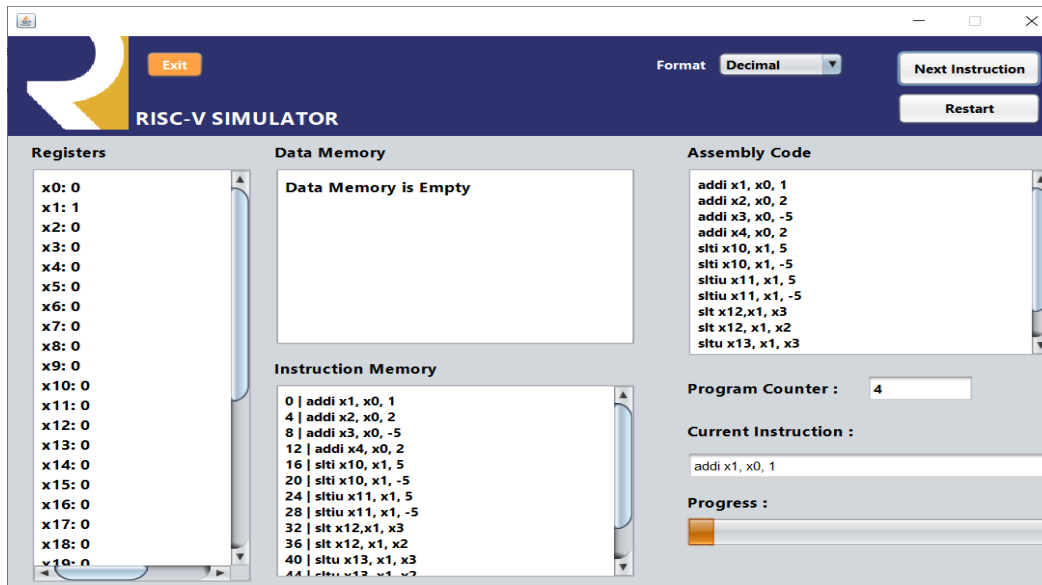 Exit
Format Decimal
Next Instruction
Restart
RISC-V SIMULATOR
Registers
x0: 0
x1: 1
x2: 0
x3: 0
x4: 0
x5: 0
x6: 0
x7: 0
x8: 0
x9: 0
x10: 0
x11: 0
x12: 0
x13: 0
x14: 0
x15: 0
x16: 0
x17: 0
x18: 0
x19: 0
Data Memory
Data Memory is Empty
Instruction Memory
0 | addi x1, x0, 1
4 | addi x2, x0, 2
8 | addi x3, x0, -5
12 | addi x4, x0, 2
16 | slti x10, x1, 5
20 | slti x10, x1, -5
24 | sltiu x11, x1, 5
28 | sltiu x11, x1, -5
32 | slt x12,x1, x3
36 | slt x12, x1, x2
40 | sltu x13, x1, x3
44 | sltu x13, x1, x2
Assembly Code
addi x1, x0, 1
addi x2, x0, 2
addi x3, x0, -5
addi x4, x0, 2
slti x10, x1, 5
slti x10, x1, -5
sltiu x11, x1, 5
sltiu x11, x1, -5
slt x12,x1, x3
slt x12, x1, x2
sltu x13, x1, x3
Program Counter : 4
Current Instruction :
addi x1, x0, 1
Progress :